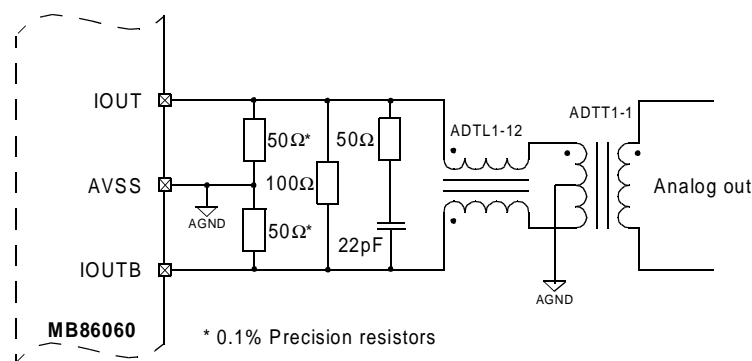 IOUT
ADTL1-12
ADTT1-1
50Ω*
50Ω
AVSS
100Ω
Analog out
AGND
50Ω*
22pF
IOUTB
AGND
MB86060
* 0.1% Precision resistors